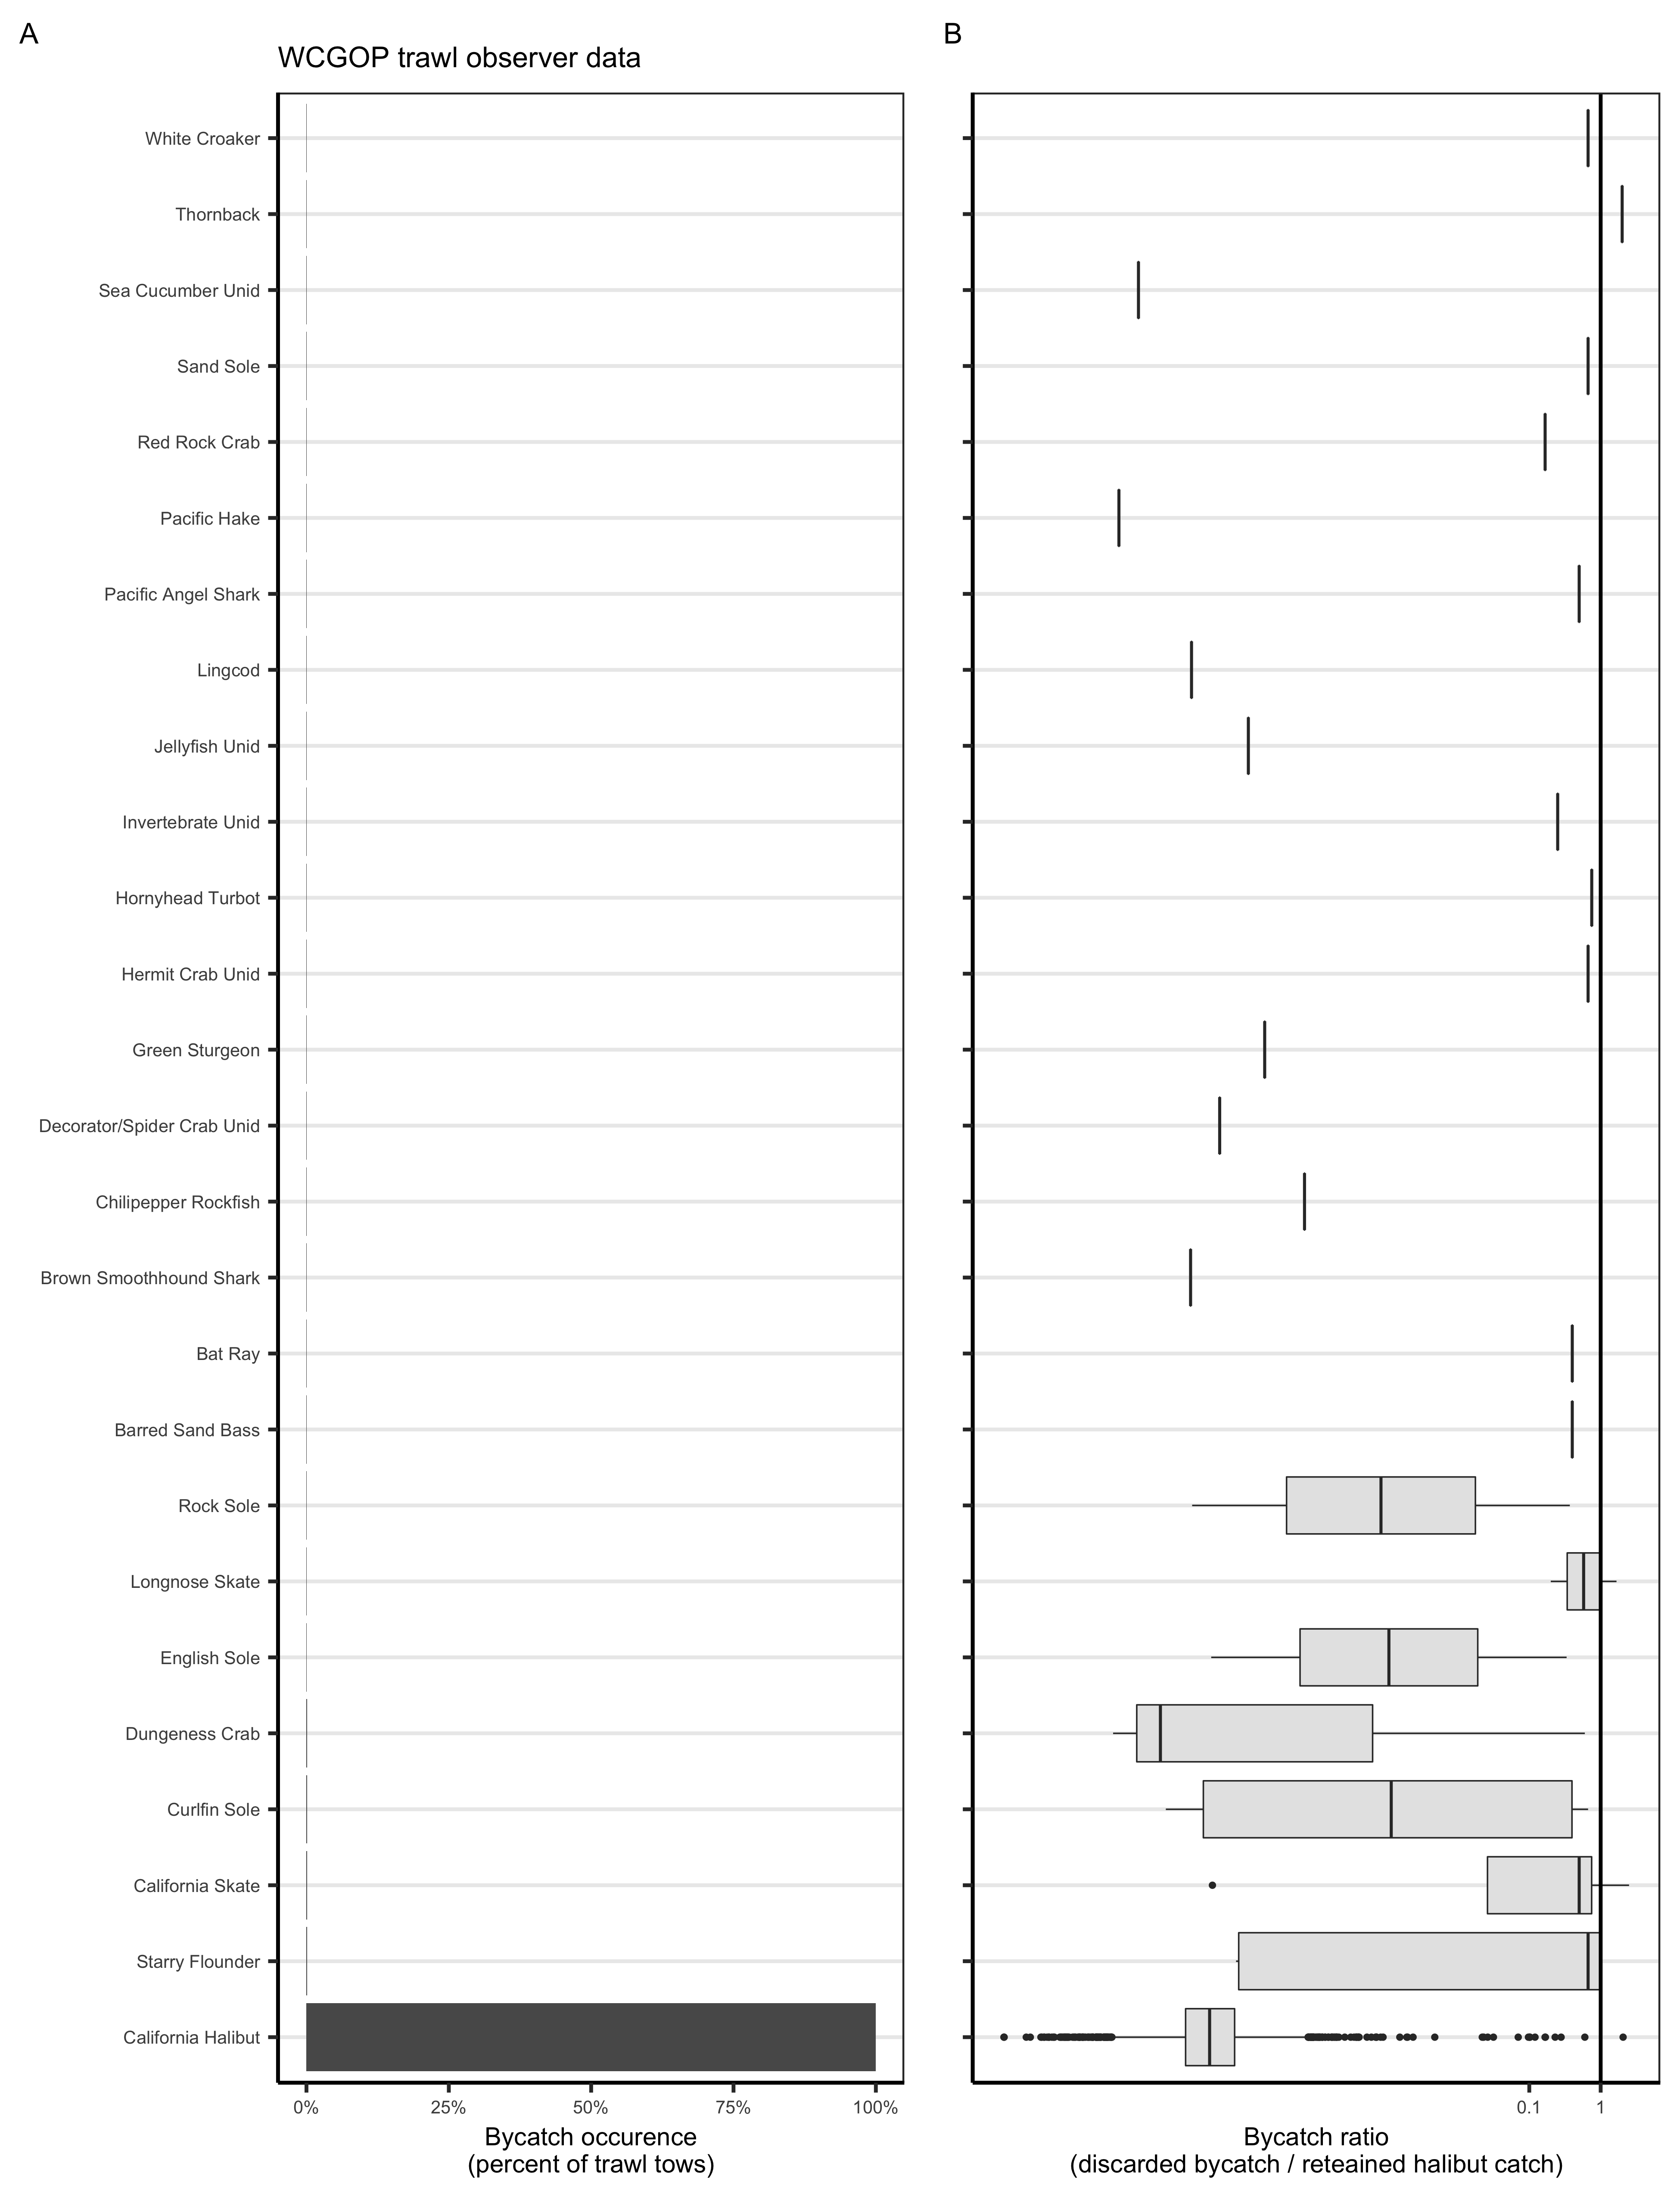 A
B
WCGOP trawl observer data
White Croaker
Thornback
Sea Cucumber Unid
Sand Sole
Red Rock Crab
Pacific Hake
Pacific Angel Shark
Lingcod
Jellyfish Unid
Invertebrate Unid
Hornyhead Turbot
Hermit Crab Unid
Green Sturgeon
Decorator/Spider Crab Unid
Chilipepper Rockfish
Brown Smoothhound Shark
Bat Ray
Barred Sand Bass
Rock Sole
Longnose Skate
English Sole
Dungeness Crab
Curlfin Sole
California Skate
Starry Flounder
California Halibut
0% 25% 50% 75% 100%
Bycatch occurence
(percent of trawl tows)
0.1 1
Bycatch ratio
(discarded bycatch / reteained halibut catch)